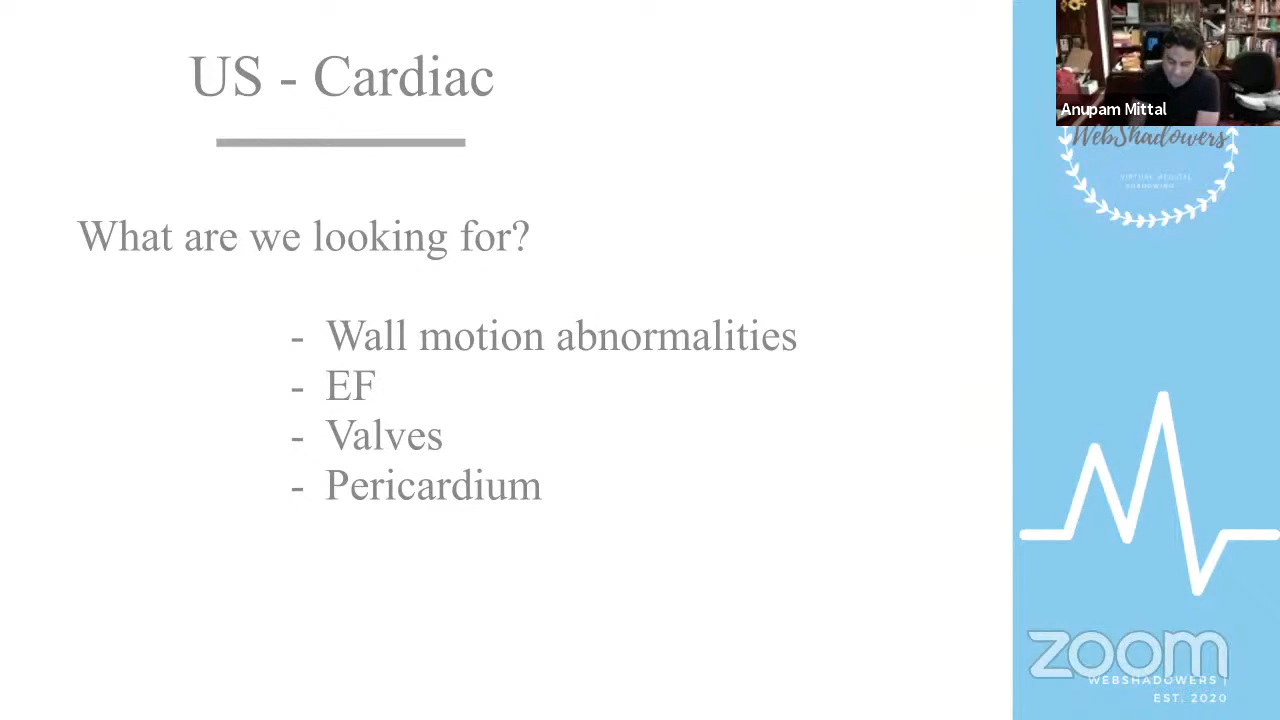 US - Cardiac
What are we looking for?
- Wall motion abnormalities
- EF
- Valves
- Pericardium
Anupam Mittal
WebShadowers
VIRTUAL MEDICAL
SHADOWING
zoom
WEBSHADOWERS |
EST. 2020